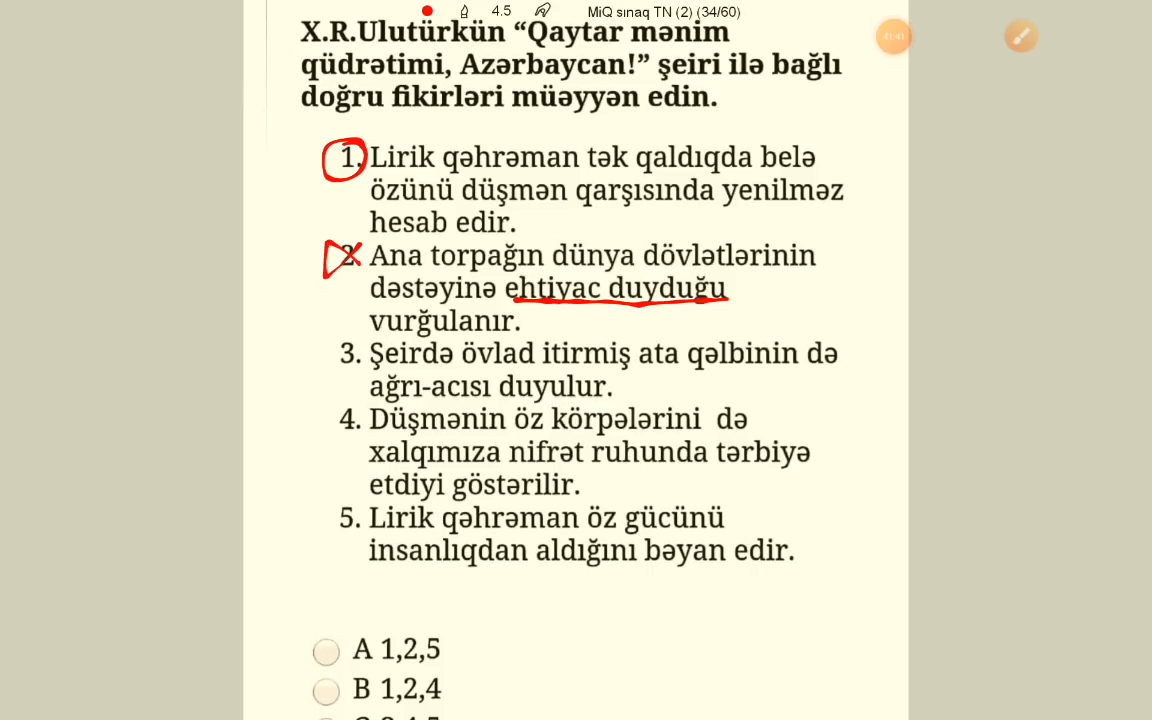 4.5 MiQ sınaq TN (2) (34/60)
X.R.Ulutürkün “Qaytar mənim
qüdrətimi, Azərbaycan!” şeiri ilə bağlı
doğru fikirləri müəyyən edin.
41:41
1. Lirik qəhrəman tək qaldıqda belə
özünü düşmən qarşısında yenilməz
hesab edir.
2. Ana torpağın dünya dövlətlərinin
dəstəyinə ehtiyac duyduğu
vurğulanır.
3. Şeirdə övlad itirmiş ata qəlbinin də
ağrı-acısı duyulur.
4. Düşmənin öz körpələrini də
xalqımıza nifrət ruhunda tərbiyə
etdiyi göstərilir.
5. Lirik qəhrəman öz gücünü
insanlıqdan aldığını bəyan edir.
A 1,2,5
B 1,2,4